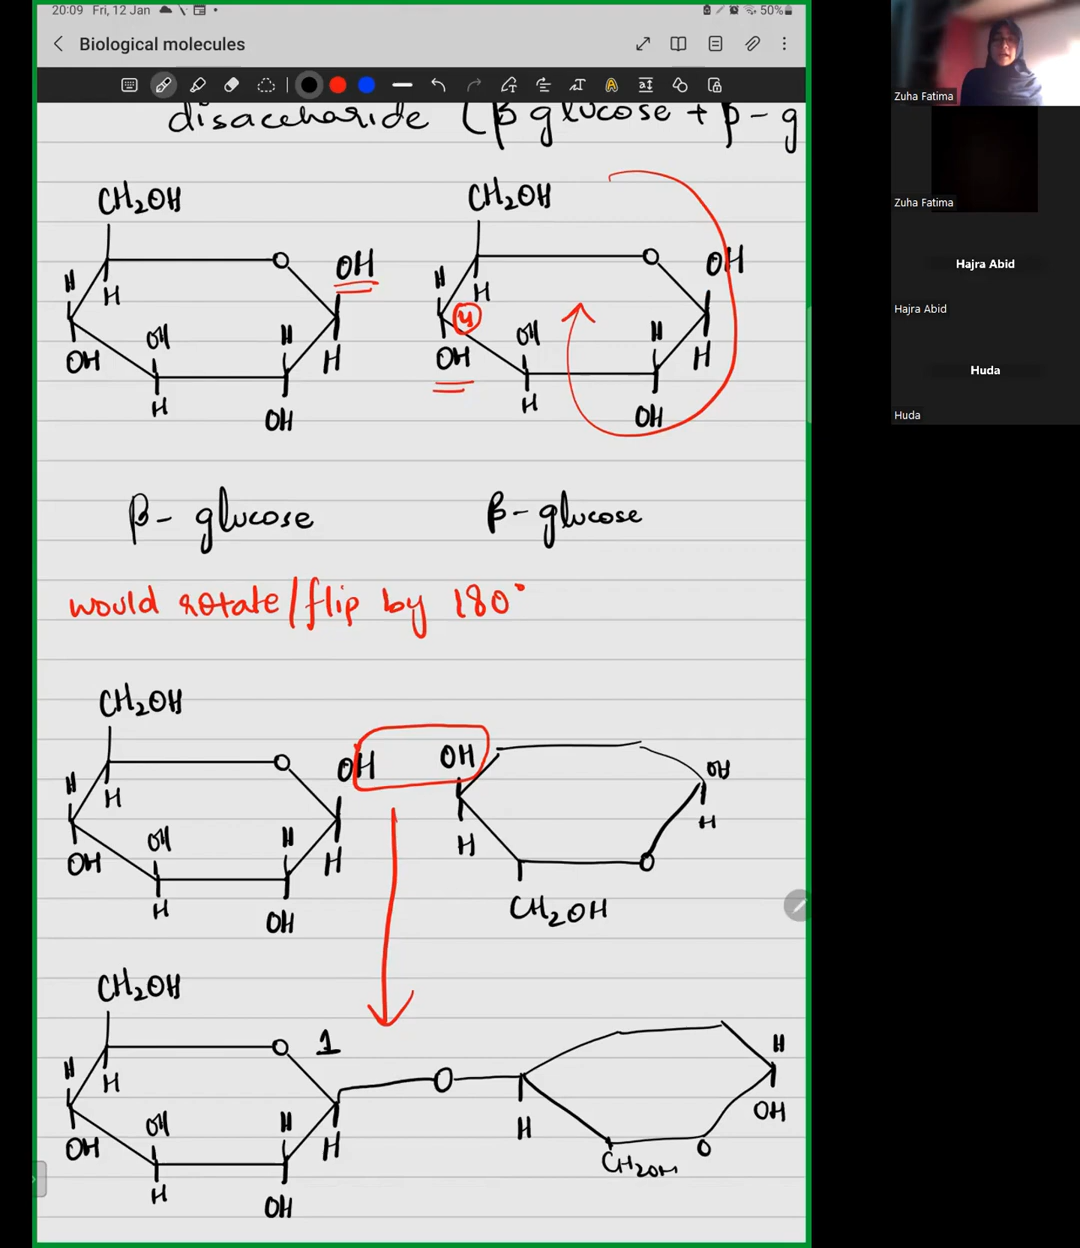 20:09 Fri, 12 Jan
50%
Biological molecules
disaccharide (β glucose + β - g
CH2OH CH2OH
O OH O OH
H H H H
4
OH OH H H OH OH H H
H OH H OH
β - glucose β - glucose
would rotate/flip by 180°
CH2OH
O OH OH OH
H H H
OH OH H H H O
H OH CH2OH
CH2OH
O 1 H
H H O
OH OH H H H OH
O
CH2OH
H OH
Zuha Fatima
Zuha Fatima
Hajra Abid
Hajra Abid
Huda
Huda